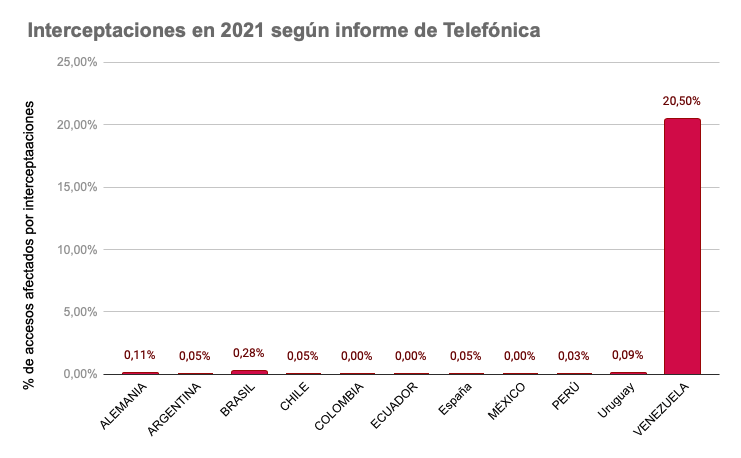 Interceptaciones en 2021 según informe de Telefónica
% de accesos afectados por interceptaaciones
25,00%
20,00%
15,00%
10,00%
5,00%
0,00%
0,11%
0,05%
0,28%
0,05%
0,00%
0,00%
0,05%
0,00%
0,03%
0,09%
20,50%
ALEMANIA
ARGENTINA
BRASIL
CHILE
COLOMBIA
ECUADOR
España
MÉXICO
PERÚ
Uruguay
VENEZUELA